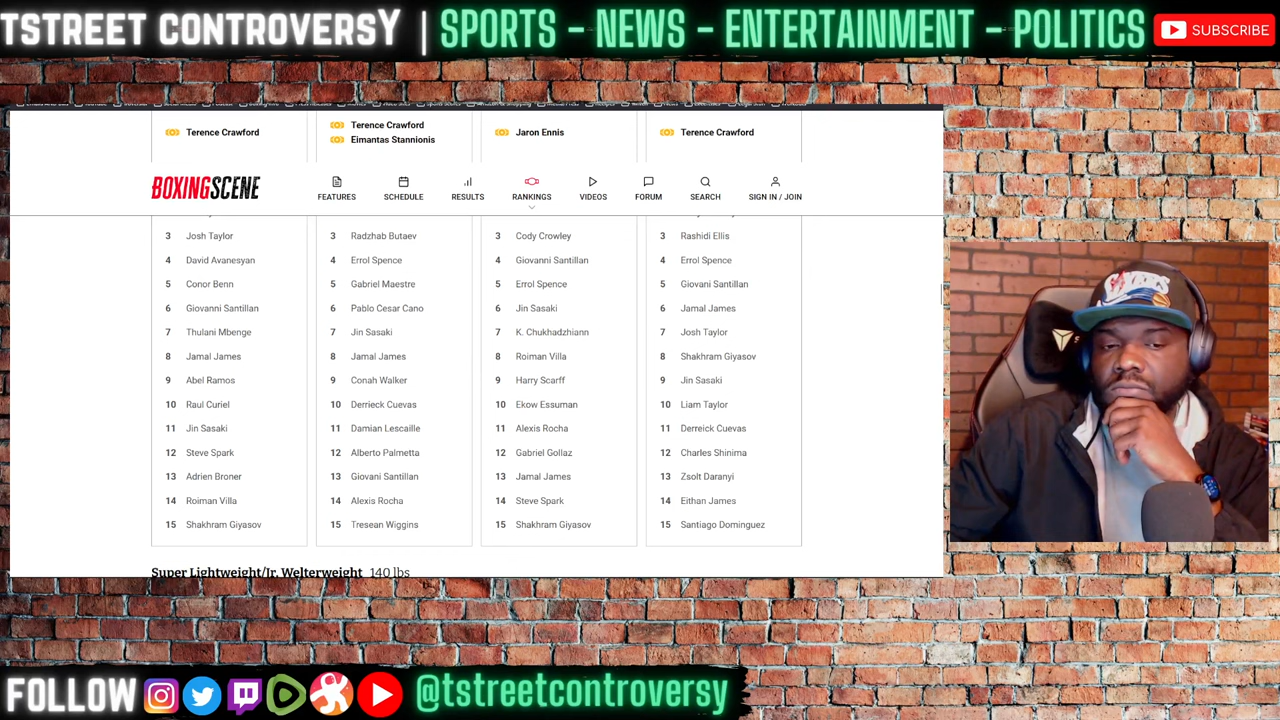 TSTREET CONTROVERSY | SPORTS - NEWS - ENTERTAINMENT - POLITICS
SUBSCRIBE
Terence Crawford
Terence Crawford
Eimantas Stannionis
Jaron Ennis
Terence Crawford
BOXINGSCENE
FEATURES
SCHEDULE
RESULTS
RANKINGS
VIDEOS
FORUM
SEARCH
SIGN IN / JOIN
3 Josh Taylor
4 David Avanesyan
5 Conor Benn
6 Giovanni Santillan
7 Thulani Mbenge
8 Jamal James
9 Abel Ramos
10 Raul Curiel
11 Jin Sasaki
12 Steve Spark
13 Adrien Broner
14 Roiman Villa
15 Shakhram Giyasov
3 Radzhab Butaev
4 Errol Spence
5 Gabriel Maestre
6 Pablo Cesar Cano
7 Jin Sasaki
8 Jamal James
9 Conah Walker
10 Derrieck Cuevas
11 Damian Lescaille
12 Alberto Palmetta
13 Giovani Santillan
14 Alexis Rocha
15 Tresean Wiggins
3 Cody Crowley
4 Giovanni Santillan
5 Errol Spence
6 Jin Sasaki
7 K. Chukhadzhiann
8 Roiman Villa
9 Harry Scarff
10 Ekow Essuman
11 Alexis Rocha
12 Gabriel Gollaz
13 Jamal James
14 Steve Spark
15 Shakhram Giyasov
3 Rashidi Ellis
4 Errol Spence
5 Giovani Santillan
6 Jamal James
7 Josh Taylor
8 Shakhram Giyasov
9 Jin Sasaki
10 Liam Taylor
11 Derreick Cuevas
12 Charles Shinima
13 Zsolt Daranyi
14 Eithan James
15 Santiago Dominguez
Super Lightweight/Jr. Welterweight 140 lbs
FOLLOW @tstreetcontroversy